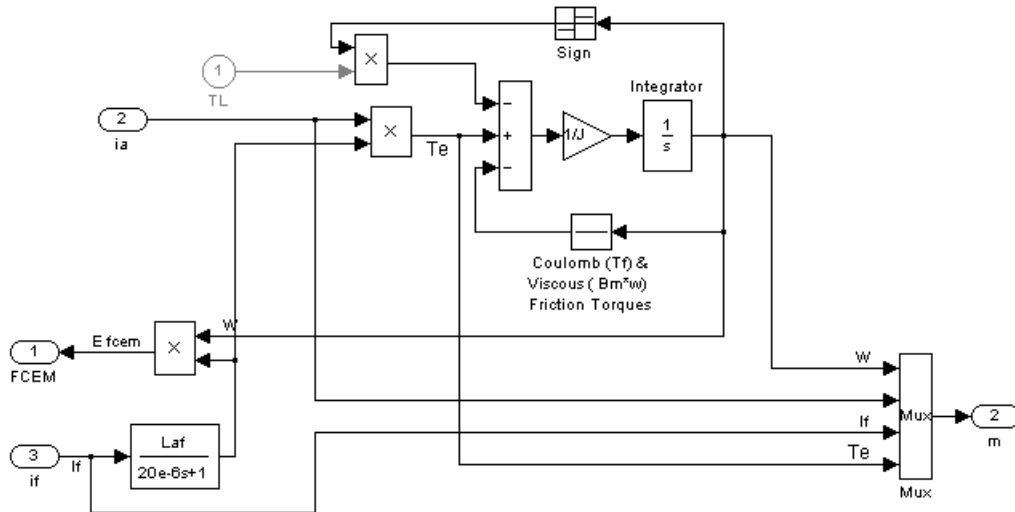 Sign
1
TL
×
Integrator
2
ia
×
Te
−
+
−
1/J
1
s
Coulomb (Tf) &
Viscous ( Bm*w)
Friction Torques
W
E fcem
1
FCEM
×
W
Mux
2
m
If
3
if
If
Laf
20e-6s+1
Te
Mux